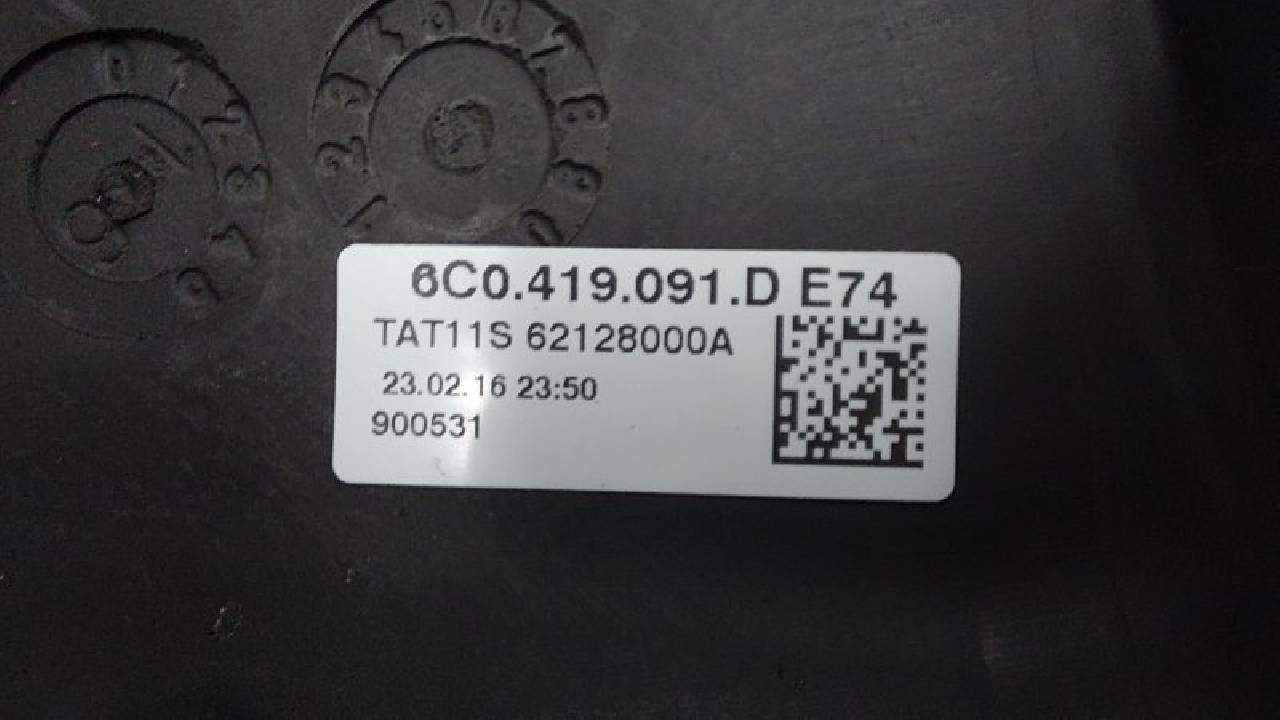 6C0.419.091.D E74
TAT11S 62128000A
23.02.16 23:50
900531